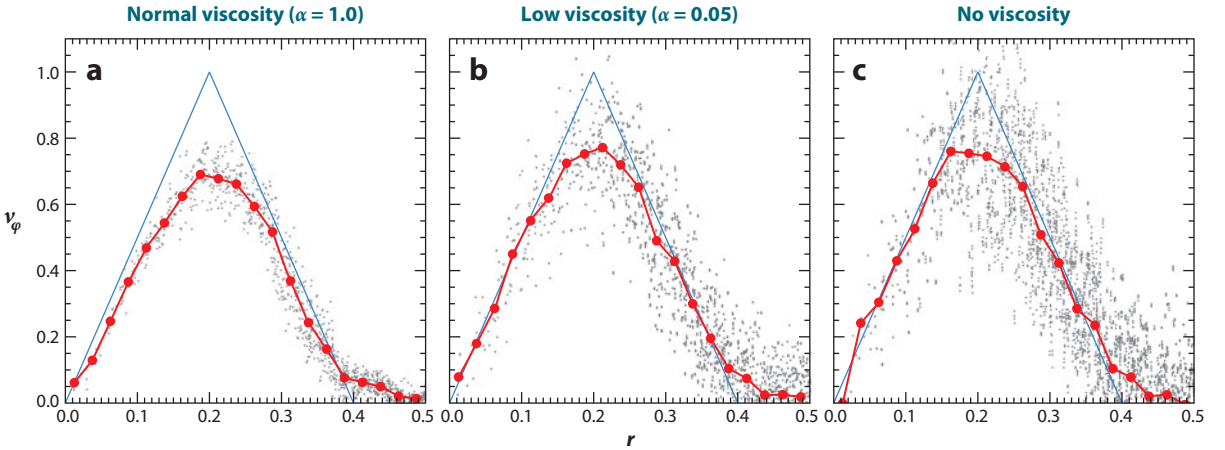 Normal viscosity (α = 1.0)
Low viscosity (α = 0.05)
No viscosity
a
b
c
1.0
0.8
0.6
0.4
0.2
0.0
νφ
0.0 0.1 0.2 0.3 0.4 0.5
0.0 0.1 0.2 0.3 0.4 0.5
0.0 0.1 0.2 0.3 0.4 0.5
r